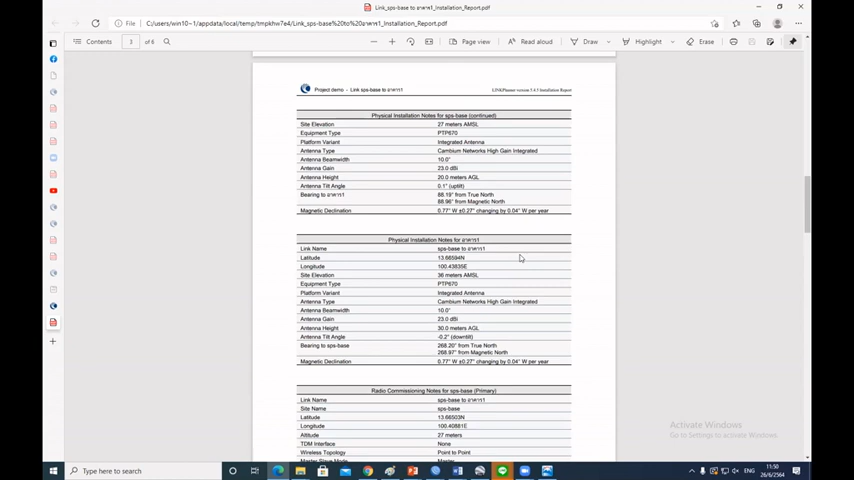 Link_sps-base to อาคาร1_Installation_Report.pdf
File
C:/users/win10~1/appdata/local/temp/tmpkhw7e4/Link_sps-base%20to%20อาคาร1_Installation_Report.pdf
Contents 3 of 6 Page view Read aloud Draw Highlight Erase
Project demo - Link sps-base to อาคาร1
Physical Installation Notes for sps-base (continued)
Site Elevation 27 meters AMSL
Equipment Type PTP670
Platform Variant Integrated Antenna
Antenna Type Cambium Networks High Gain Integrated
Antenna Beamwidth 10.0°
Antenna Gain 23.0 dBi
Antenna Height 20.0 meters AGL
Antenna Tilt Angle 0.1° (uptilt)
Bearing to อาคาร1 88.19° from True North
88.96° from Magnetic North
Magnetic Declination 0.77° W ±0.27° changing by 0.04° W per year
Physical Installation Notes for อาคาร1
Link Name sps-base to อาคาร1
Latitude 13.66594N
Longitude 100.43835E
Site Elevation 36 meters AMSL
Equipment Type PTP670
Platform Variant Integrated Antenna
Antenna Type Cambium Networks High Gain Integrated
Antenna Beamwidth 10.0°
Antenna Gain 23.0 dBi
Antenna Height 30.0 meters AGL
Antenna Tilt Angle -0.2° (downtilt)
Bearing to sps-base 268.20° from True North
268.97° from Magnetic North
Magnetic Declination 0.77° W ±0.27° changing by 0.04° W per year
Radio Commissioning Notes for sps-base (Primary)
Link Name sps-base to อาคาร1
Site Name sps-base
Latitude 13.66503N
Longitude 100.40881E
Altitude 27 meters
TDM Interface None
Wireless Topology Point to Point
Master Slave Mode Master
Activate Windows
Go to Settings to activate Windows.
Type here to search
11:50
26/6/2564